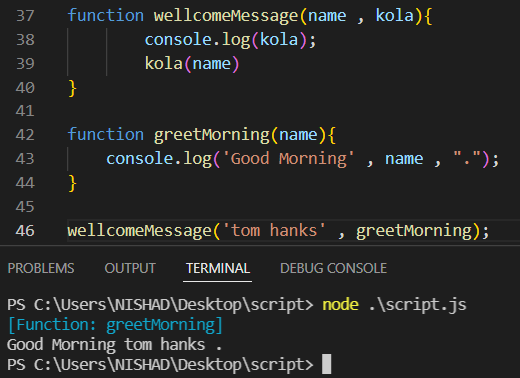 37 function wellcomeMessage(name , kola){
38 console.log(kola);
39 kola(name)
40 }
41
42 function greetMorning(name){
43 console.log('Good Morning' , name , ".");
44 }
45
46 wellcomeMessage('tom hanks' , greetMorning);
PROBLEMS OUTPUT TERMINAL DEBUG CONSOLE
PS C:\Users\NISHAD\Desktop\script> node .\script.js
[Function: greetMorning]
Good Morning tom hanks .
PS C:\Users\NISHAD\Desktop\script>